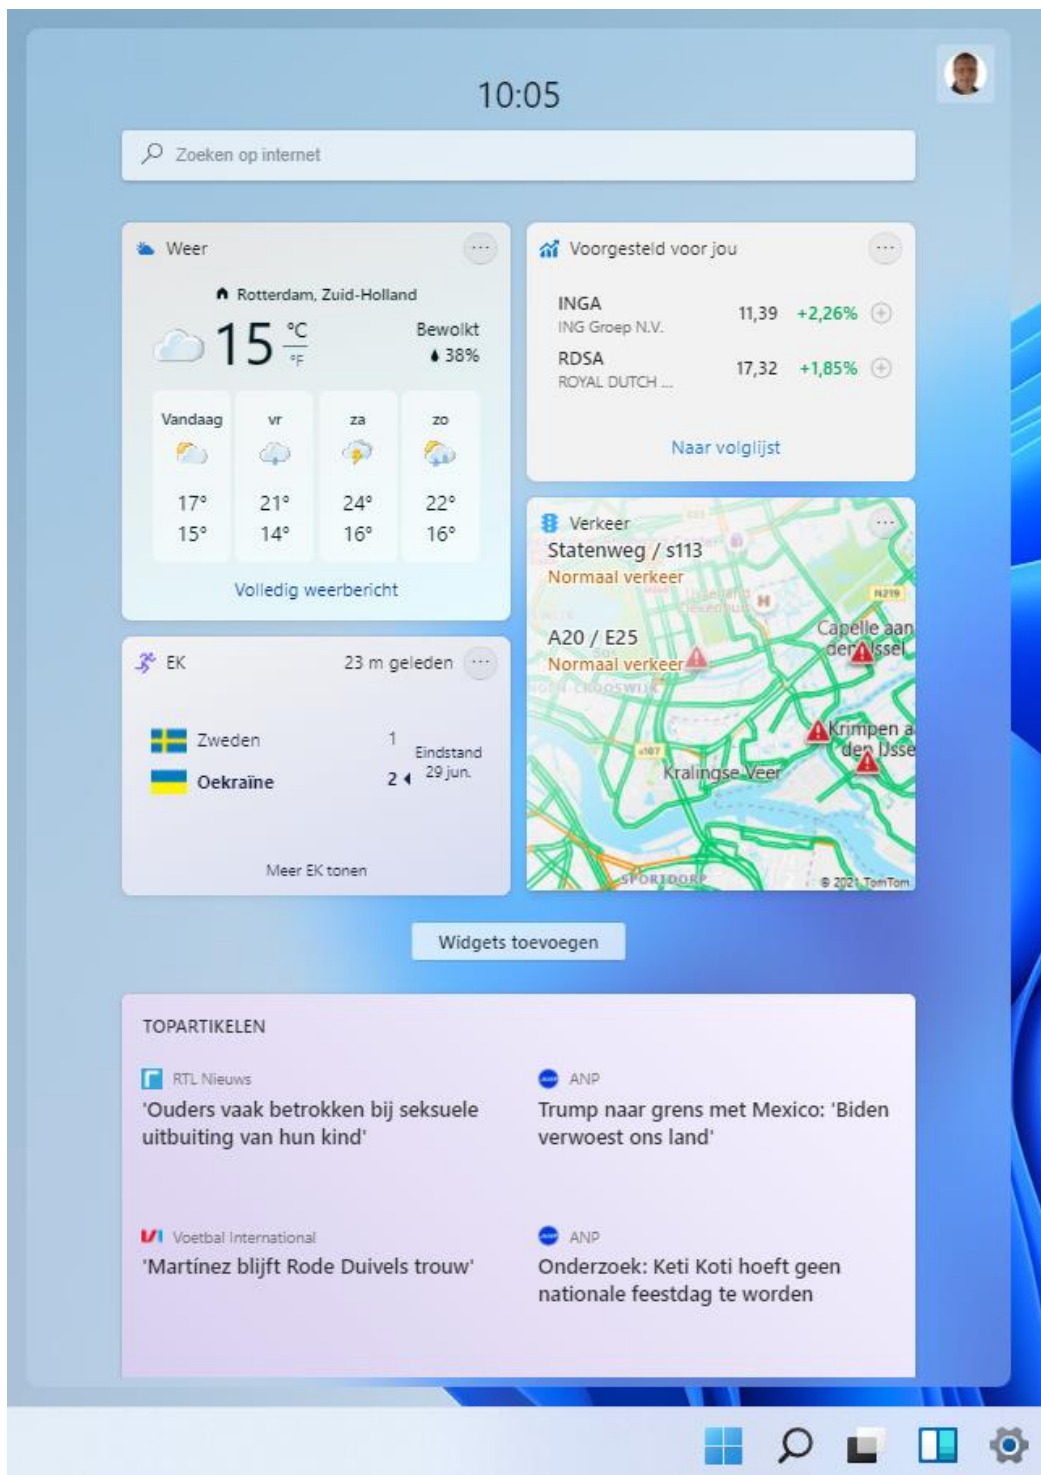 10:05
Zoeken op internet
Weer
Rotterdam, Zuid-Holland
15 °C
°F
Bewolkt
38%
Vandaag vr za zo
17° 21° 24° 22°
15° 14° 16° 16°
Volledig weerbericht
Voorgesteld voor jou
INGA
ING Groep N.V.
11,39 +2,26%
RDSA
ROYAL DUTCH ...
17,32 +1,85%
Naar volglijst
Verkeer
Statenweg / s113
Normaal verkeer
A20 / E25
Normaal verkeer
N219
H
Capelle aan
den IJssel
Krimpen a
den IJsse
s107
Kralingse Veer
SPORTDORP
© 2021 TomTom
EK
23 m geleden
Zweden 1
Oekraïne 2
Eindstand
29 jun.
Meer EK tonen
Widgets toevoegen
TOPARTIKELEN
RTL Nieuws
'Ouders vaak betrokken bij seksuele
uitbuiting van hun kind'
ANP
Trump naar grens met Mexico: 'Biden
verwoest ons land'
Voetbal International
'Martínez blijft Rode Duivels trouw'
ANP
Onderzoek: Keti Koti hoeft geen
nationale feestdag te worden